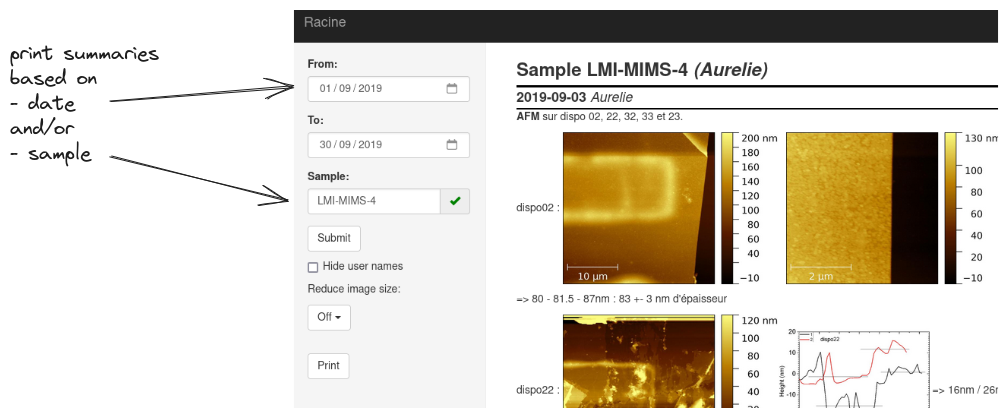 Racine
print summaries
based on
- date
and/or
- sample
From:
01 / 09 / 2019
To:
30 / 09 / 2019
Sample:
LMI-MIMS-4
Submit
Hide user names
Reduce image size:
Off
Print
Sample LMI-MIMS-4 (Aurelie)
2019-09-03 Aurelie
AFM sur dispo 02, 22, 32, 33 et 23.
dispo02 :
10 µm
200 nm
180
160
140
120
100
80
60
40
−10
2 µm
130 nm
100
80
60
40
−10
=> 80 - 81.5 - 87nm : 83 +- 3 nm d'épaisseur
dispo22 :
120 nm
100
80
60
40
20
dispo22
Height (nm)
20
10
0
-10
=> 16nm / 26n